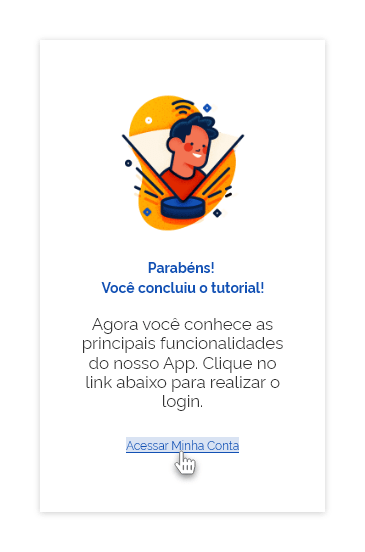 Parabéns!
Você concluiu o tutorial!
Agora você conhece as
principais funcionalidades
do nosso App. Clique no
link abaixo para realizar o
login.
Acessar Minha Conta